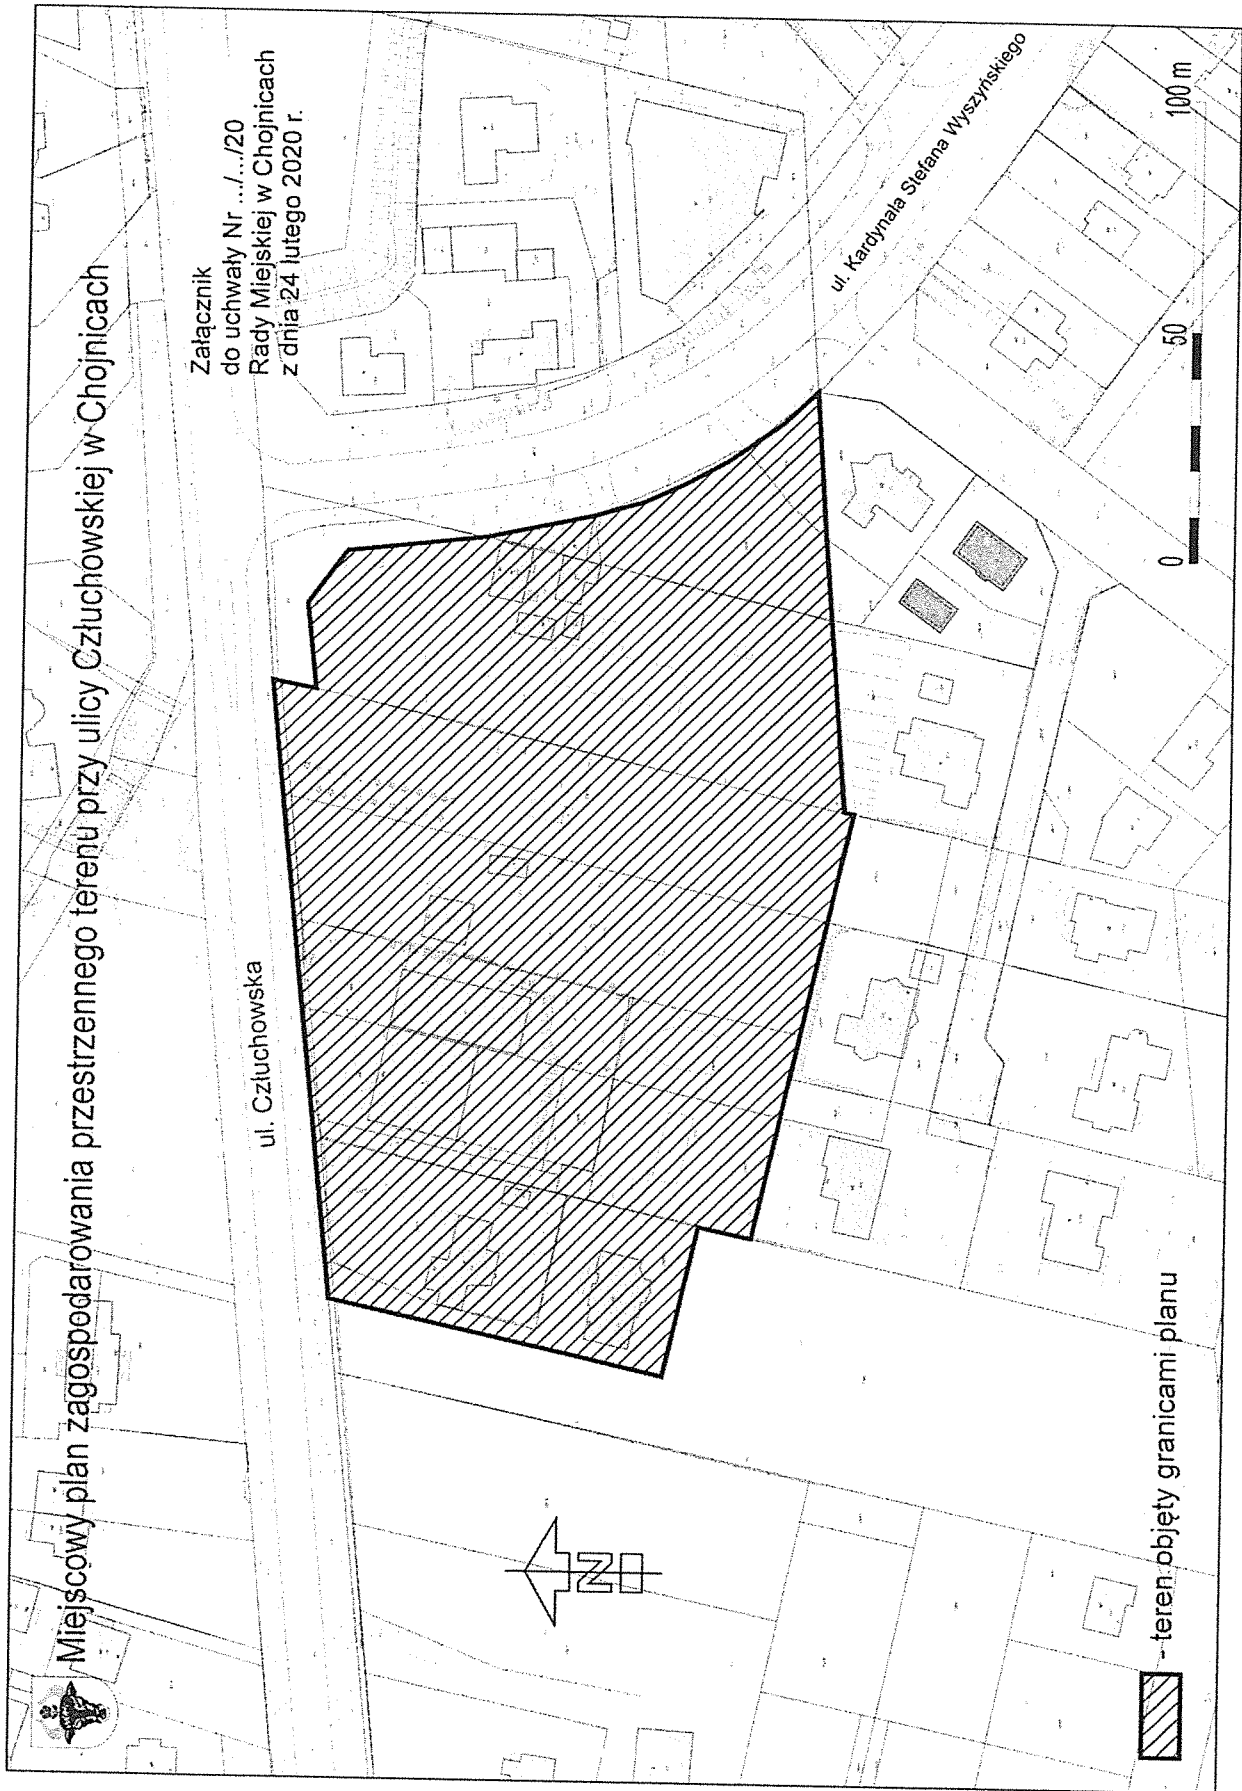 Miejscowy plan zagospodarowania przestrzennego terenu przy ulicy Człuchowskiej w Chojnicach
Załącznik
do uchwały Nr .../.../20
Rady Miejskiej w Chojnicach
z dnia 24 lutego 2020 r.
ul. Człuchowska
ul. Kardynała Stefana Wyszyńskiego
N
- teren objęty granicami planu
0
50
100 m